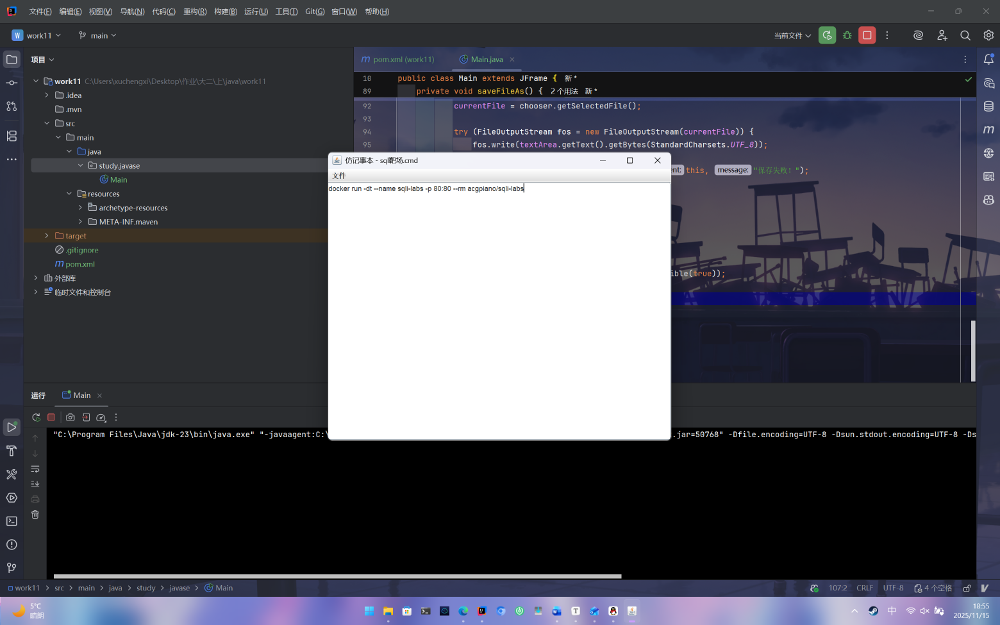 文件(F) 编辑(E) 视图(V) 导航(N) 代码(C) 重构(R) 构建(B) 运行(U) 工具(T) Git(G) 窗口(W) 帮助(H)
W work11 main 当前文件
项目
work11 C:\Users\xuchengxi\Desktop\作业\大二\上\java\work11
.idea
.mvn
src
main
java
study.javase
Main
resources
archetype-resources
META-INF.maven
target
.gitignore
pom.xml
外部库
临时文件和控制台
pom.xml (work11) Main.java
10 public class Main extends JFrame { 新 *
89 private void saveFileAs() { 2 个用法 新 *
92 currentFile = chooser.getSelectedFile();
93
94 try (FileOutputStream fos = new FileOutputStream(currentFile)) {
95 fos.write(textArea.getText().getBytes(StandardCharsets.UTF_8));
nt: this, message: "保存失败！");
ible(true));
仿记事本 - sql靶场.cmd
文件
docker run -dt --name sqli-labs -p 80:80 --rm acgpiano/sqli-labs
运行 Main
"C:\Program Files\Java\jdk-23\bin\java.exe" "-javaagent:C:\ .jar=50768" -Dfile.encoding=UTF-8 -Dsun.stdout.encoding=UTF-8 -Ds
work11 > src > main > java > study > javase > Main
107:2 CRLF UTF-8 4 个空格
5°C
晴朗
中
18:55
2025/11/15